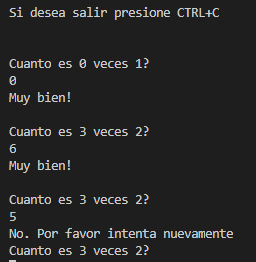 Si desea salir presione CTRL+C
Cuanto es 0 veces 1?
0
Muy bien!
Cuanto es 3 veces 2?
6
Muy bien!
Cuanto es 3 veces 2?
5
No. Por favor intenta nuevamente
Cuanto es 3 veces 2?